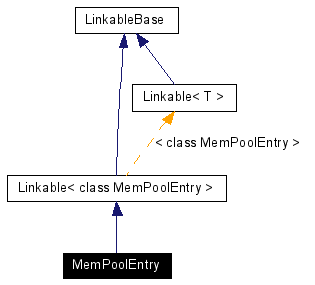 LinkableBase
Linkable< T >
< class MemPoolEntry >
Linkable< class MemPoolEntry >
MemPoolEntry